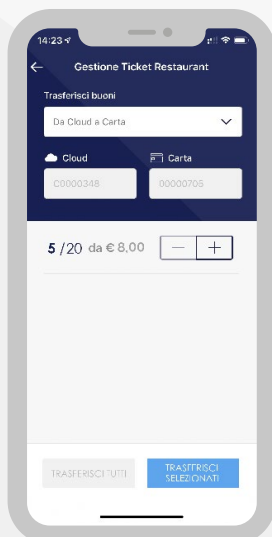 14:23
Gestione Ticket Restaurant
Trasferisci buoni
Da Cloud a Carta
Cloud Carta
C0000348 00000706
5 /20 da € 8,00 − +
TRASFERISCI TUTTI TRASFERISCI
SELEZIONATI